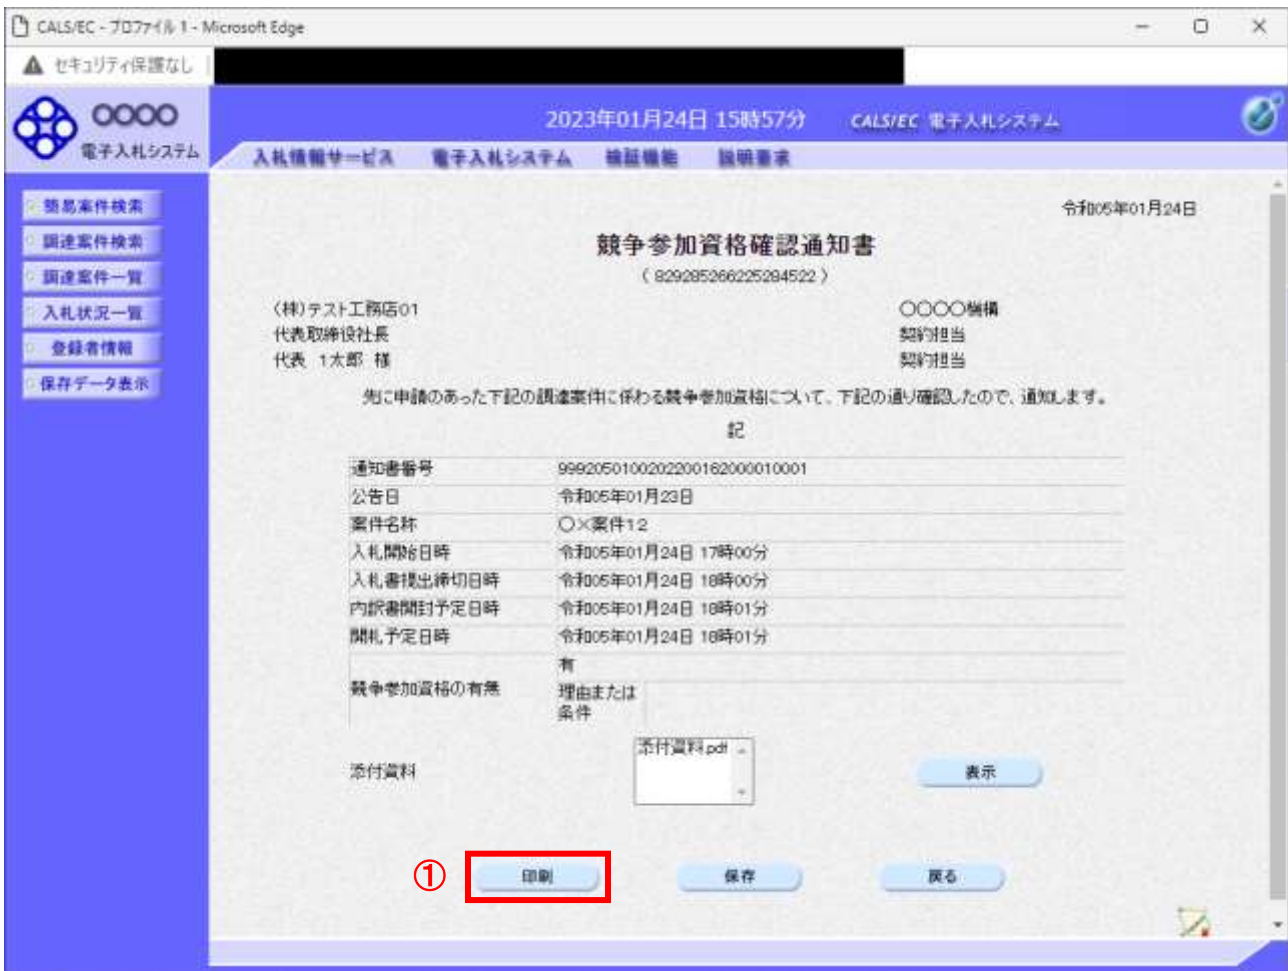 CALS/EC - プロファイル 1 - Microsoft Edge
セキュリティ保護なし
〇〇〇〇
電子入札システム
2023年01月24日 15時57分
CALS/EC 電子入札システム
入札情報サービス 電子入札システム 検証機能 説明要求
簡易案件検索
調達案件検索
調達案件一覧
入札状況一覧
登録者情報
保存データ表示
令和05年01月24日
競争参加資格確認通知書
( 829285266225284522 )
(株)テスト工務店01
代表取締役社長
代表 1太郎 様
〇〇〇〇機構
契約担当
契約担当
先に申請のあった下記の調達案件に係わる競争参加資格について、下記の通り確認したので、通知します。
記
通知書番号 9992050100202200162000010001
公告日 令和05年01月23日
案件名称 〇×案件12
入札開始日時 令和05年01月24日 17時00分
入札書提出締切日時 令和05年01月24日 18時00分
内訳書開封予定日時 令和05年01月24日 18時01分
開札予定日時 令和05年01月24日 18時01分
競争参加資格の有無 有
理由または
条件
添付資料 添付資料.pdf 表示
① 印刷 保存 戻る